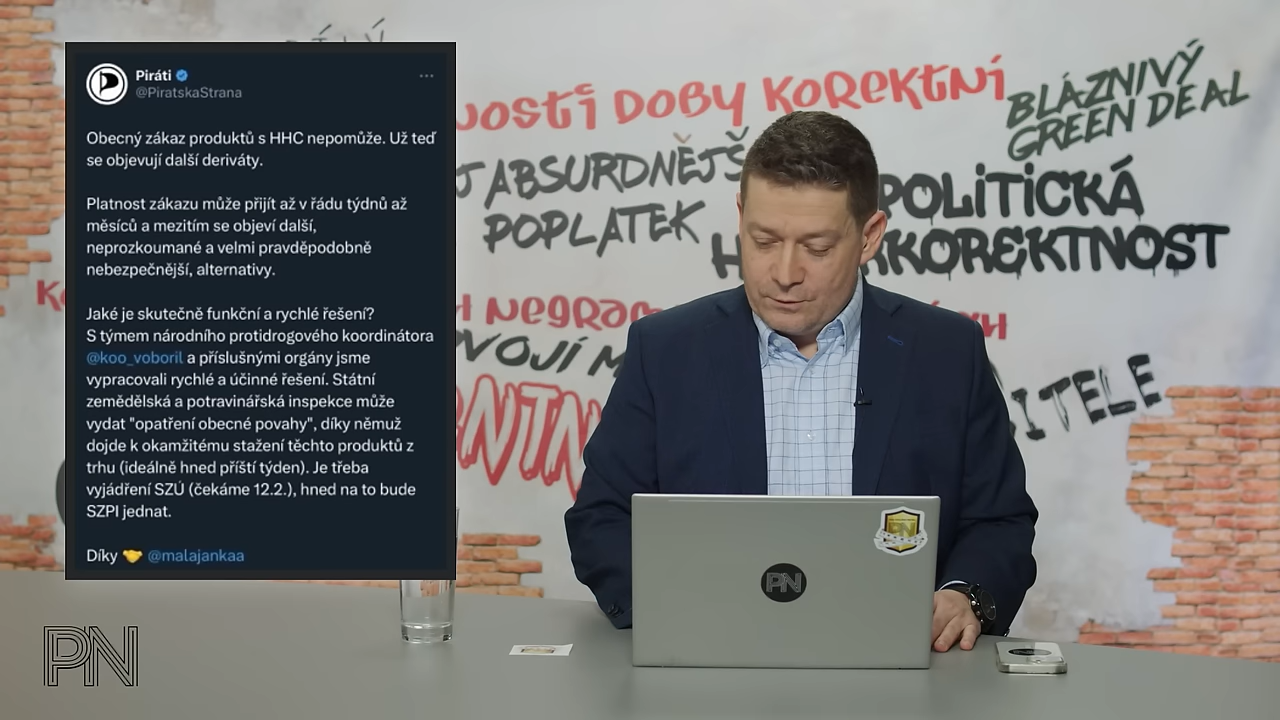 Piráti
@PiratskaStrana
Obecný zákaz produktů s HHC nepomůže. Už teď
se objevují další deriváty.
Platnost zákazu může přijít až v řádu týdnů až
měsíců a mezitím se objeví další,
neprozkoumané a velmi pravděpodobně
nebezpečnější, alternativy.
Jaké je skutečně funkční a rychlé řešení?
S týmem národního protidrogového koordinátora
@koo_voboril a příslušnými orgány jsme
vypracovali rychlé a účinné řešení. Státní
zemědělská a potravinářská inspekce může
vydat "opatření obecné povahy", díky němuž
dojde k okamžitému stažení těchto produktů z
trhu (ideálně hned příští týden). Je třeba
vyjádření SZÚ (čekáme 12.2.), hned na to bude
SZPI jednat.
Díky 🤝 @malajankaa
DOBY KOREKTNÍ
BLÁZNIVÝ
GREEN DEAL
ABSURDNĚJŠ
POPLATEK
POLITICKÁ
KOREKTNOST
PN
PN
PN